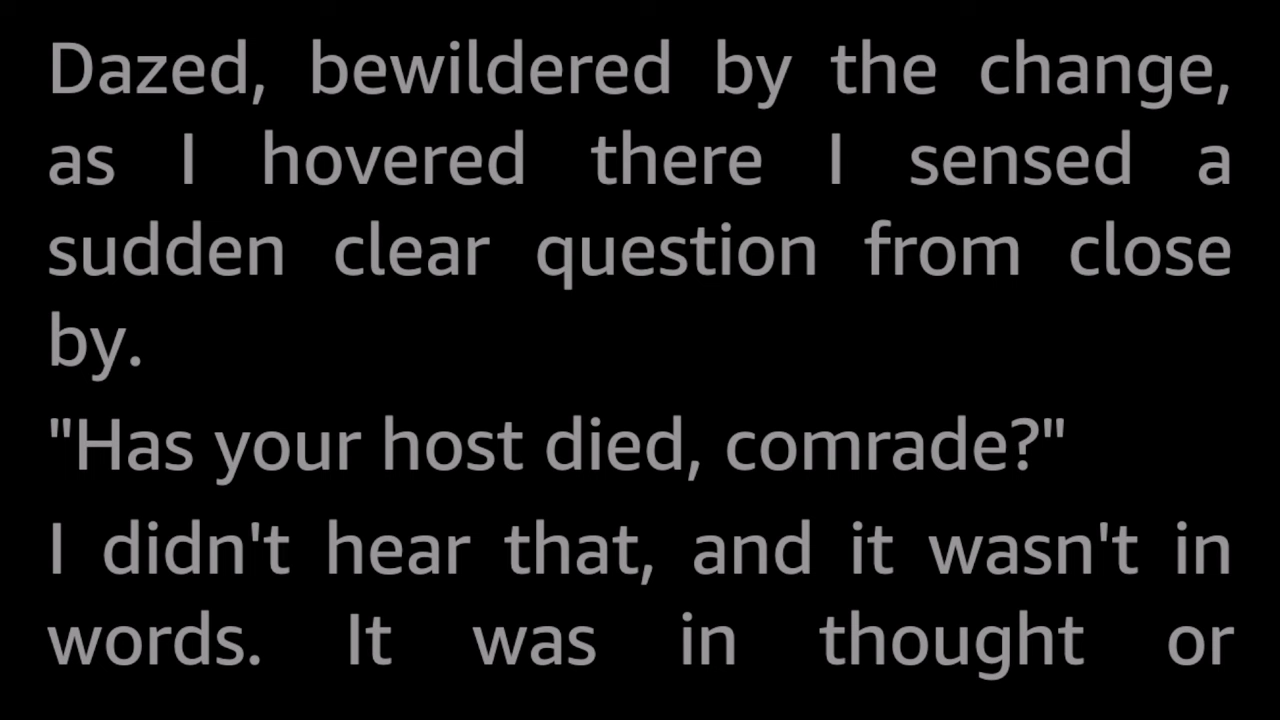 Dazed, bewildered by the change,
as I hovered there I sensed a
sudden clear question from close
by.
"Has your host died, comrade?"
I didn't hear that, and it wasn't in
words. It was in thought or